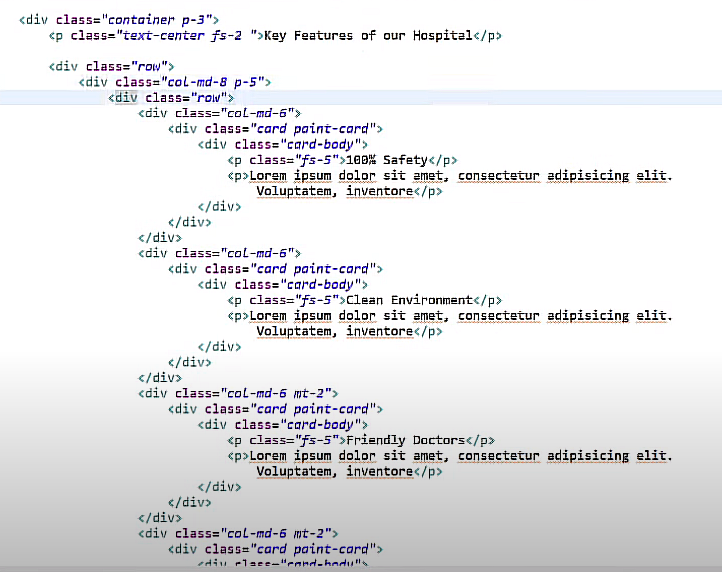 <div class="container p-3">
<p class="text-center fs-2 ">Key Features of our Hospital</p>
<div class="row">
<div class="col-md-8 p-5">
<div class="row">
<div class="col-md-6">
<div class="card paint-card">
<div class="card-body">
<p class="fs-5">100% Safety</p>
<p>Lorem ipsum dolor sit amet, consectetur adipisicing elit.
Voluptatem, inventore</p>
</div>
</div>
</div>
<div class="col-md-6">
<div class="card paint-card">
<div class="card-body">
<p class="fs-5">Clean Environment</p>
<p>Lorem ipsum dolor sit amet, consectetur adipisicing elit.
Voluptatem, inventore</p>
</div>
</div>
</div>
<div class="col-md-6 mt-2">
<div class="card paint-card">
<div class="card-body">
<p class="fs-5">Friendly Doctors</p>
<p>Lorem ipsum dolor sit amet, consectetur adipisicing elit.
Voluptatem, inventore</p>
</div>
</div>
</div>
<div class="col-md-6 mt-2">
<div class="card paint-card">
<div class="card-body">